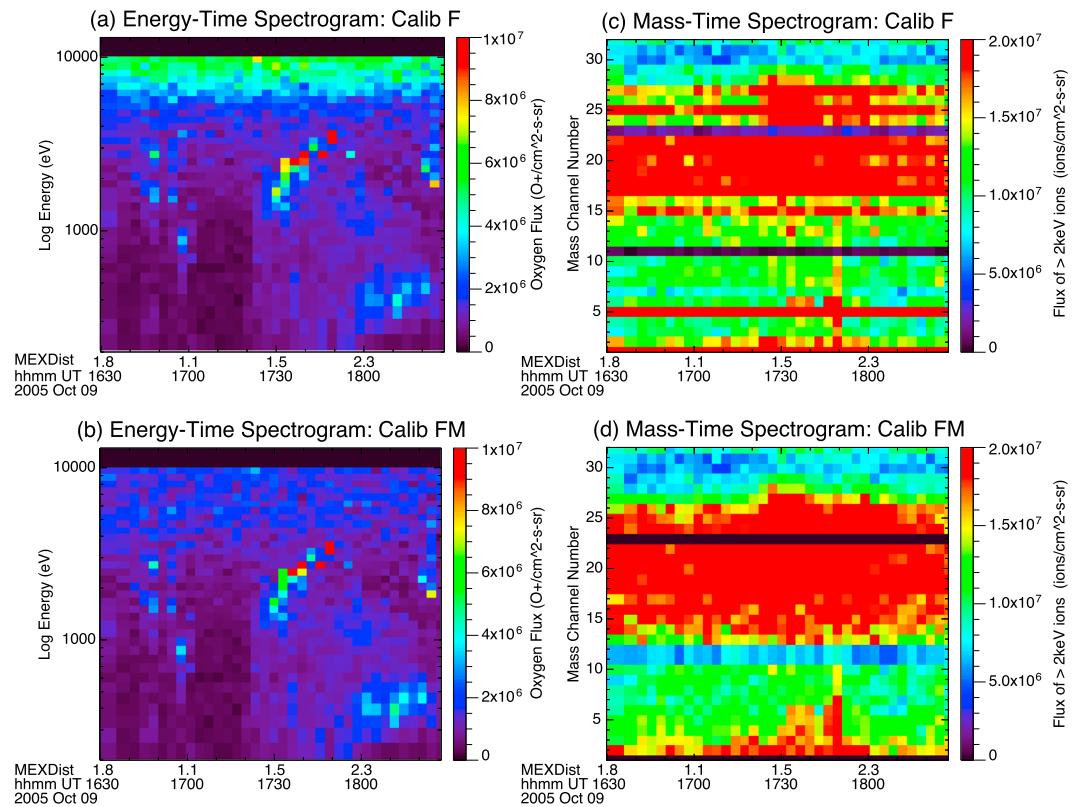 (a) Energy-Time Spectrogram: Calib F
10000
1000
Log Energy (eV)
1x10^7
8x10^6
6x10^6
4x10^6
2x10^6
0
Oxygen Flux (O+/cm^2-s-sr)
MEXDist 1.8 1.1 1.5 2.3
hhmm UT 1630 1700 1730 1800
2005 Oct 09
(c) Mass-Time Spectrogram: Calib F
30
25
20
15
10
5
Mass Channel Number
2.0x10^7
1.5x10^7
1.0x10^7
5.0x10^6
0
Flux of > 2keV ions (ions/cm^2-s-sr)
MEXDist 1.8 1.1 1.5 2.3
hhmm UT 1630 1700 1730 1800
2005 Oct 09
(b) Energy-Time Spectrogram: Calib FM
10000
1000
Log Energy (eV)
1x10^7
8x10^6
6x10^6
4x10^6
2x10^6
0
Oxygen Flux (O+/cm^2-s-sr)
MEXDist 1.8 1.1 1.5 2.3
hhmm UT 1630 1700 1730 1800
2005 Oct 09
(d) Mass-Time Spectrogram: Calib FM
30
25
20
15
10
5
Mass Channel Number
2.0x10^7
1.5x10^7
1.0x10^7
5.0x10^6
0
Flux of > 2keV ions (ions/cm^2-s-sr)
MEXDist 1.8 1.1 1.5 2.3
hhmm UT 1630 1700 1730 1800
2005 Oct 09